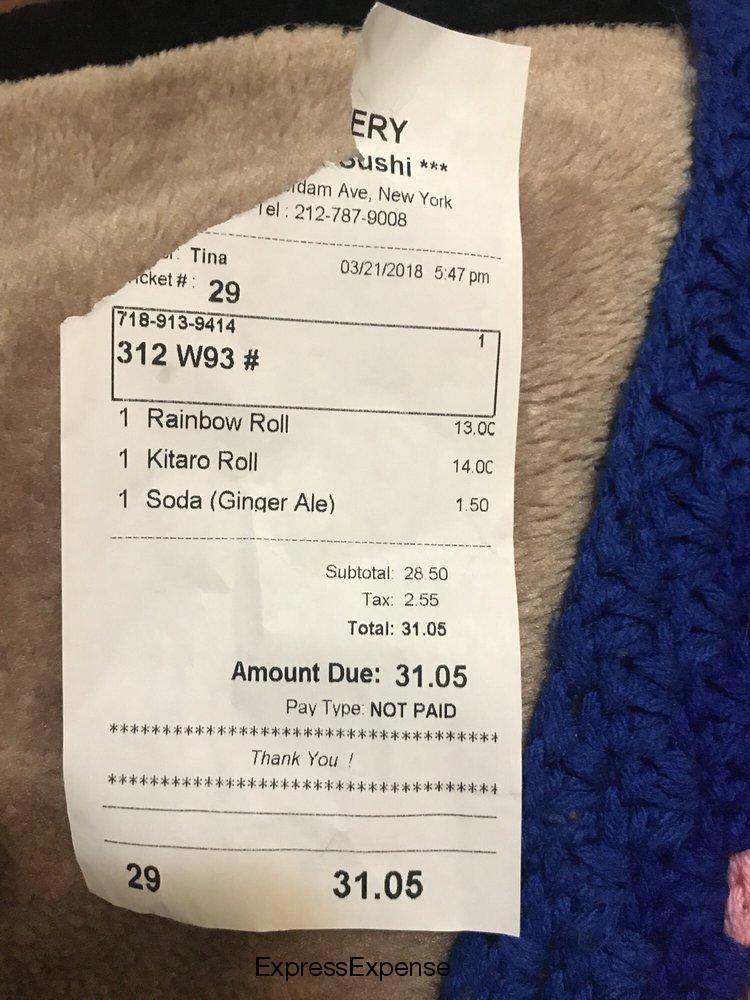 ERY
Sushi ***
dam Ave, New York
Tel : 212-787-9008
Tina
03/21/2018 5:47 pm
icket # : 29
718-913-9414
1
312 W93 #
1 Rainbow Roll 13.00
1 Kitaro Roll 14.00
1 Soda (Ginger Ale) 1.50
Subtotal: 28.50
Tax: 2.55
Total: 31.05
Amount Due: 31.05
Pay Type: NOT PAID
*************************************
Thank You !
*************************************
29 31.05
ExpressExpense